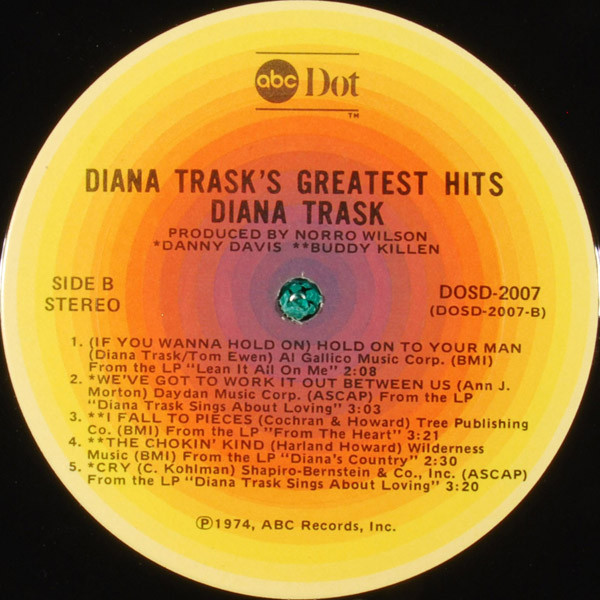 abc Dot
TM
DIANA TRASK'S GREATEST HITS
DIANA TRASK
PRODUCED BY NORRO WILSON
*DANNY DAVIS **BUDDY KILLEN
SIDE B
STEREO
DOSD-2007
(DOSD-2007-B)
1. (IF YOU WANNA HOLD ON) HOLD ON TO YOUR MAN
(Diana Trask/Tom Ewen) Al Gallico Music Corp. (BMI)
From the LP "Lean It All On Me" 2:08
2. *WE'VE GOT TO WORK IT OUT BETWEEN US (Ann J.
Morton) Daydan Music Corp. (ASCAP) From the LP
"Diana Trask Sings About Loving" 3:03
3. **I FALL TO PIECES (Cochran & Howard) Tree Publishing
Co. (BMI) From the LP "From The Heart" 3:21
4. **THE CHOKIN' KIND (Harland Howard) Wilderness
Music (BMI) From the LP "Diana's Country" 2:30
5. *CRY (C. Kohlman) Shapiro-Bernstein & Co., Inc. (ASCAP)
From the LP "Diana Trask Sings About Loving" 3:20
℗1974, ABC Records, Inc.